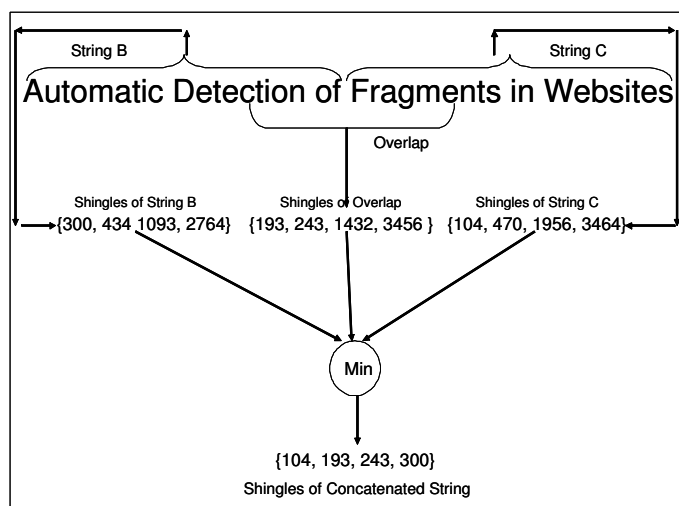 String B
String C
Automatic Detection of Fragments in Websites
Overlap
Shingles of String B
Shingles of Overlap
Shingles of String C
{300, 434 1093, 2764}
{193, 243, 1432, 3456 }
{104, 470, 1956, 3464}
Min
{104, 193, 243, 300}
Shingles of Concatenated String